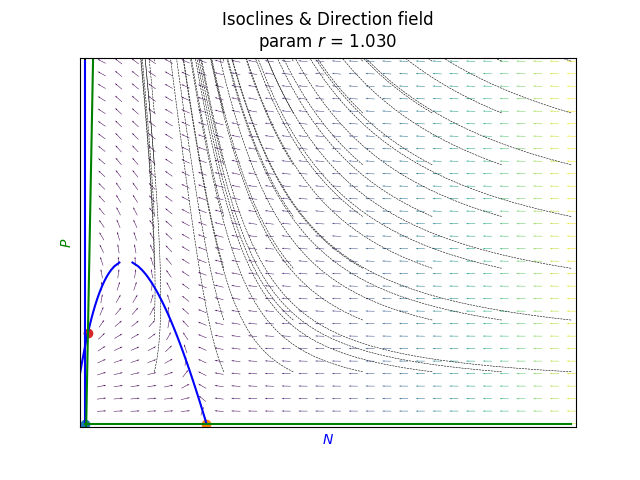 Isoclines & Direction field
param r = 1.030
P
N